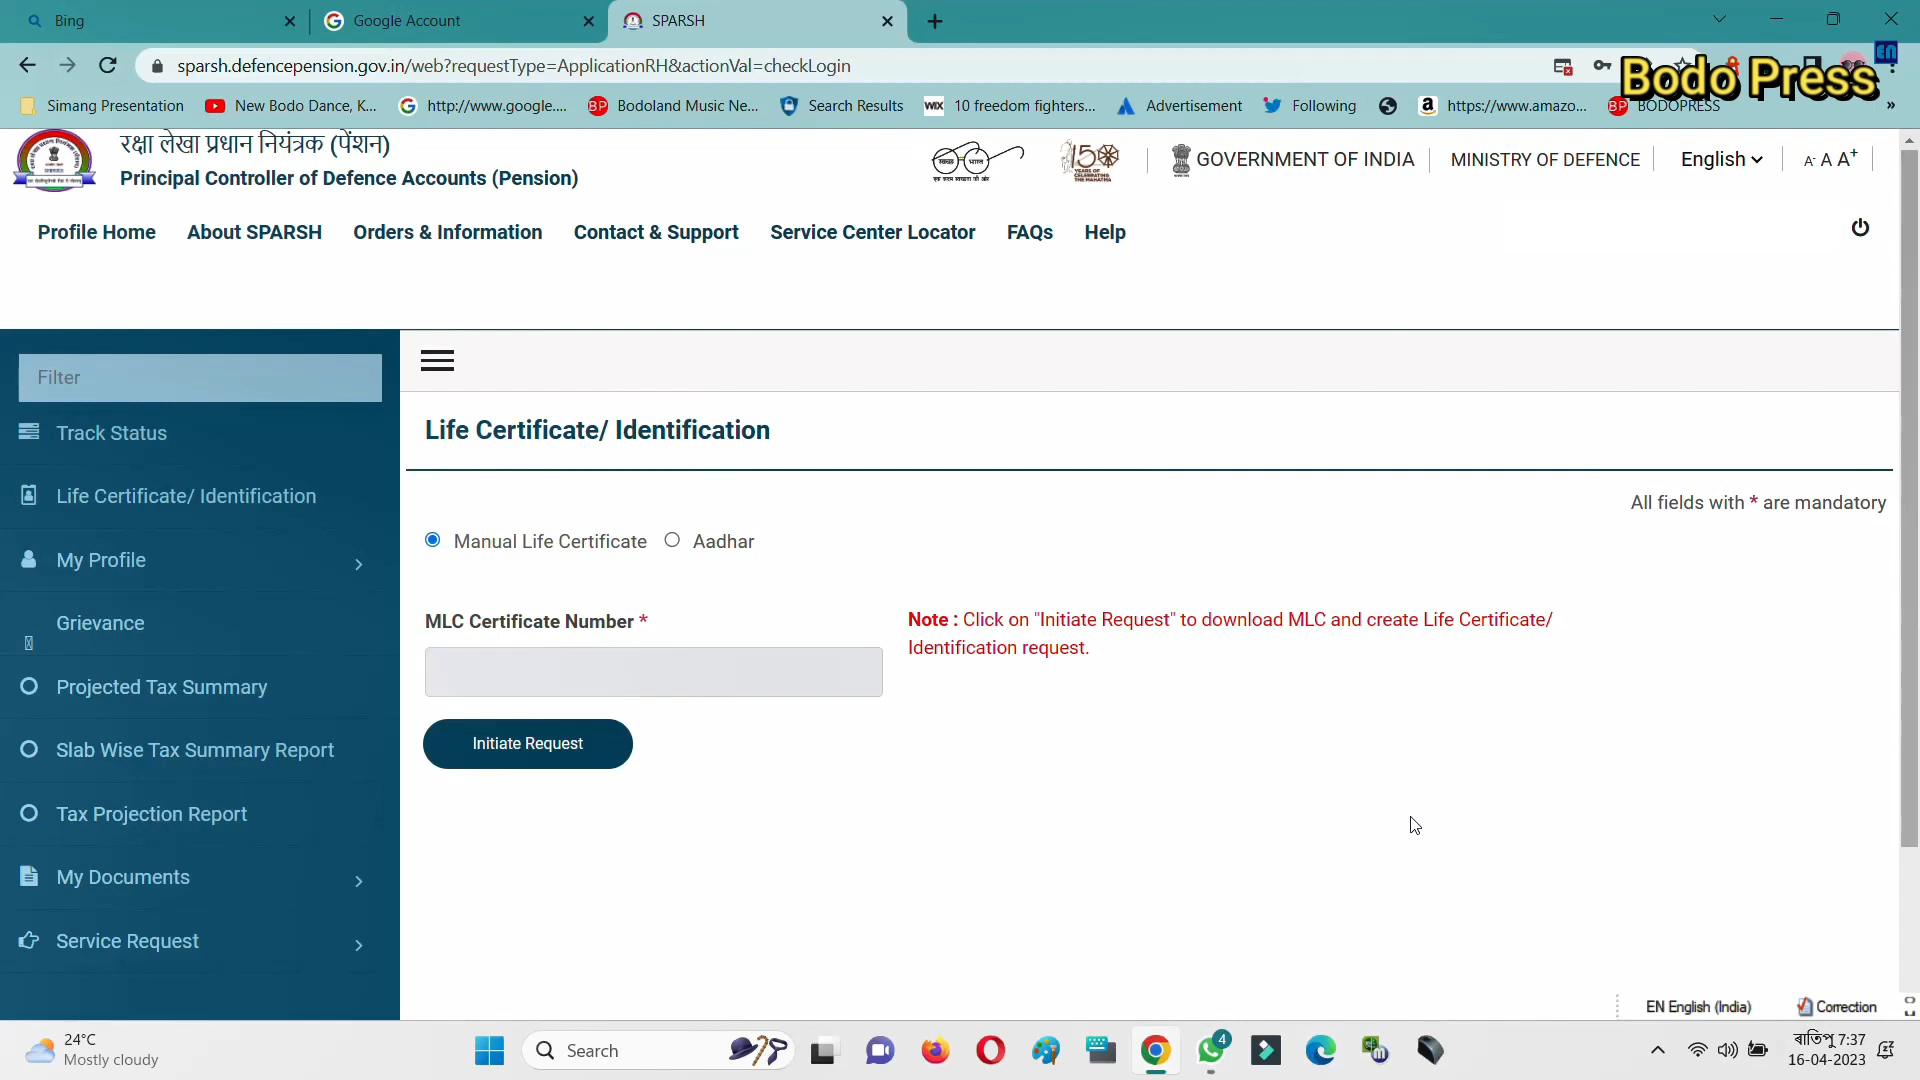 Bing
Google Account
SPARSH
sparsh.defencepension.gov.in/web?requestType=ApplicationRH&actionVal=checkLogin
Bodo Press
EN
Simang Presentation
New Bodo Dance, K...
http://www.google....
Bodoland Music Ne...
Search Results
10 freedom fighters...
Advertisement
Following
https://www.amazo...
BODOPRESS
रक्षा लेखा प्रधान नियंत्रक (पेंशन)
Principal Controller of Defence Accounts (Pension)
GOVERNMENT OF INDIA
MINISTRY OF DEFENCE
English
A- A A+
Profile Home
About SPARSH
Orders & Information
Contact & Support
Service Center Locator
FAQs
Help
Filter
Track Status
Life Certificate/ Identification
My Profile
Grievance
Projected Tax Summary
Slab Wise Tax Summary Report
Tax Projection Report
My Documents
Service Request
Life Certificate/ Identification
All fields with * are mandatory
Manual Life Certificate
Aadhar
MLC Certificate Number *
Note : Click on "Initiate Request" to download MLC and create Life Certificate/
Identification request.
Initiate Request
EN English (India)
Correction
24°C
Mostly cloudy
Search
4
ৰাতিপু 7:37
16-04-2023